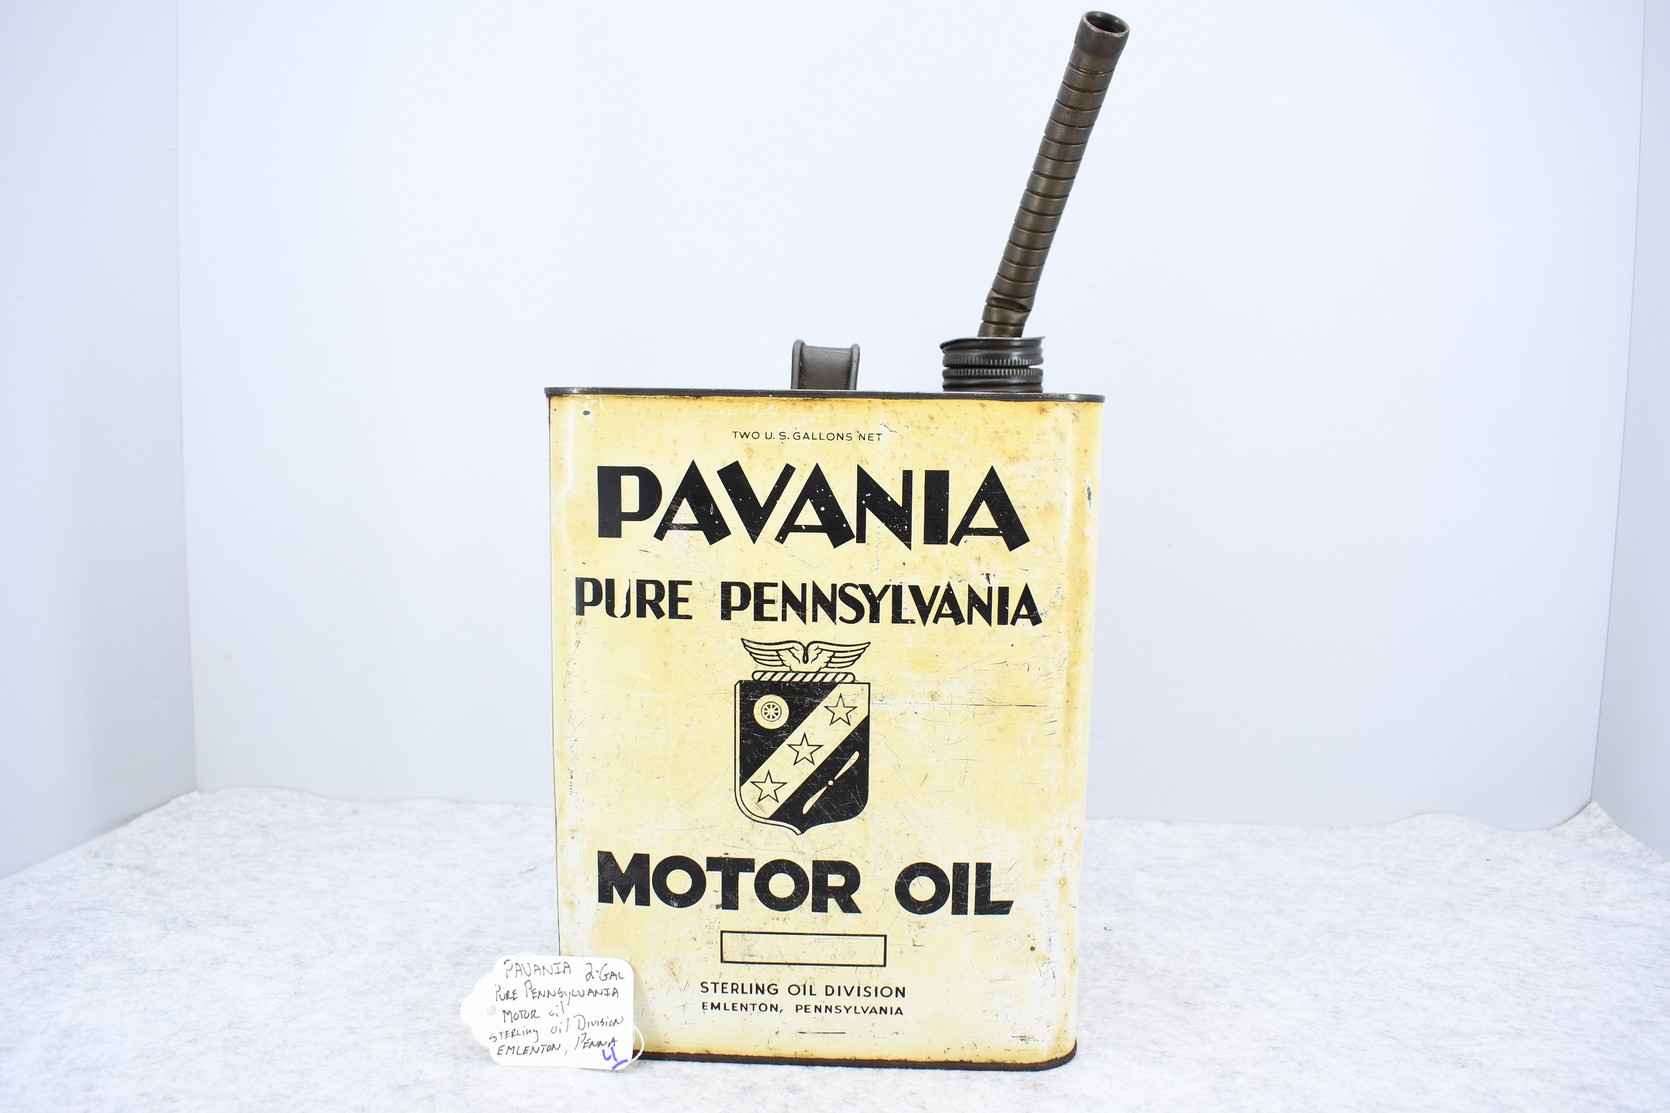 TWO U.S. GALLONS NET
PAVANIA
PURE PENNSYLVANIA
MOTOR OIL
STERLING OIL DIVISION
EMLENTON, PENNSYLVANIA
PAVANIA 2-GAL
PURE PENNSYLVANIA
MOTOR oil
STERLING oil DIVISION
EMLENTON, PENNA